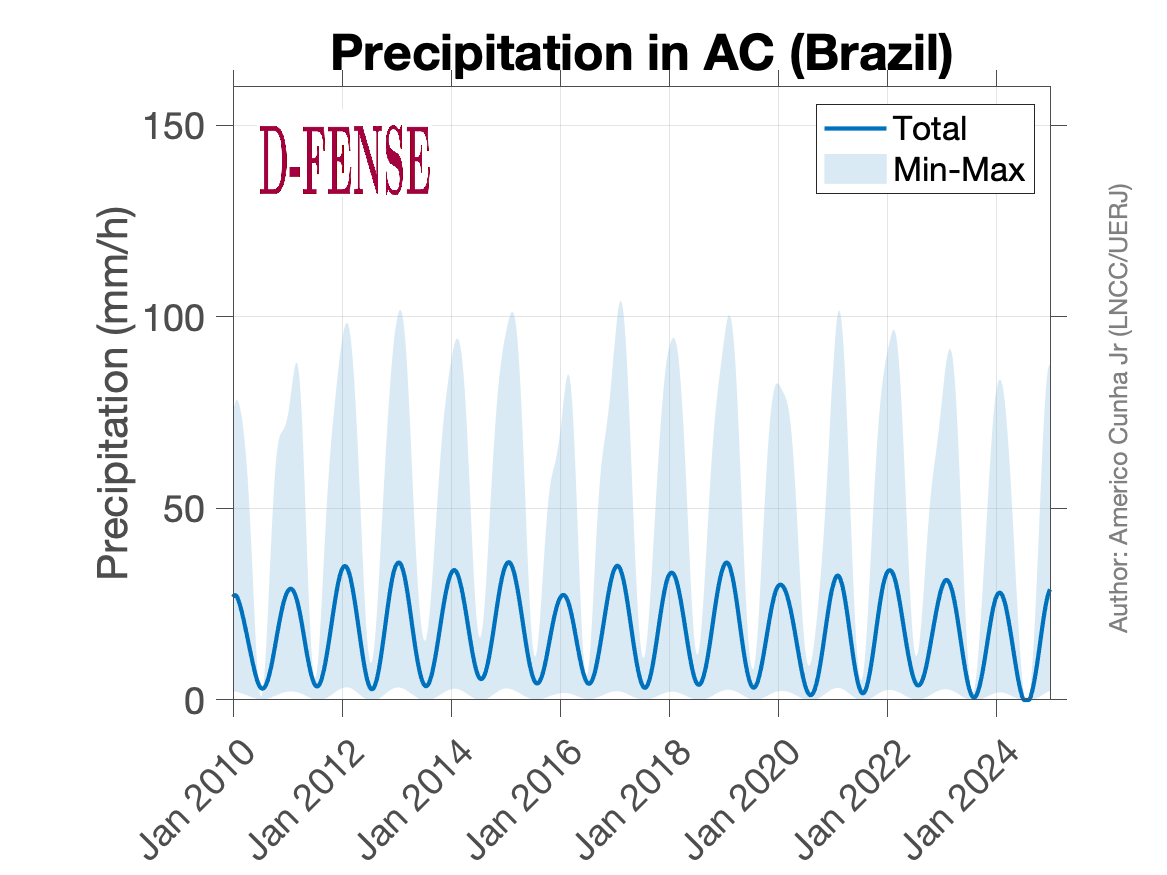 Precipitation in AC (Brazil)
D-FENSE
Total
Min-Max
Precipitation (mm/h)
150
100
50
0
Jan 2010
Jan 2012
Jan 2014
Jan 2016
Jan 2018
Jan 2020
Jan 2022
Jan 2024
Author: Americo Cunha Jr (LNCC/UERJ)